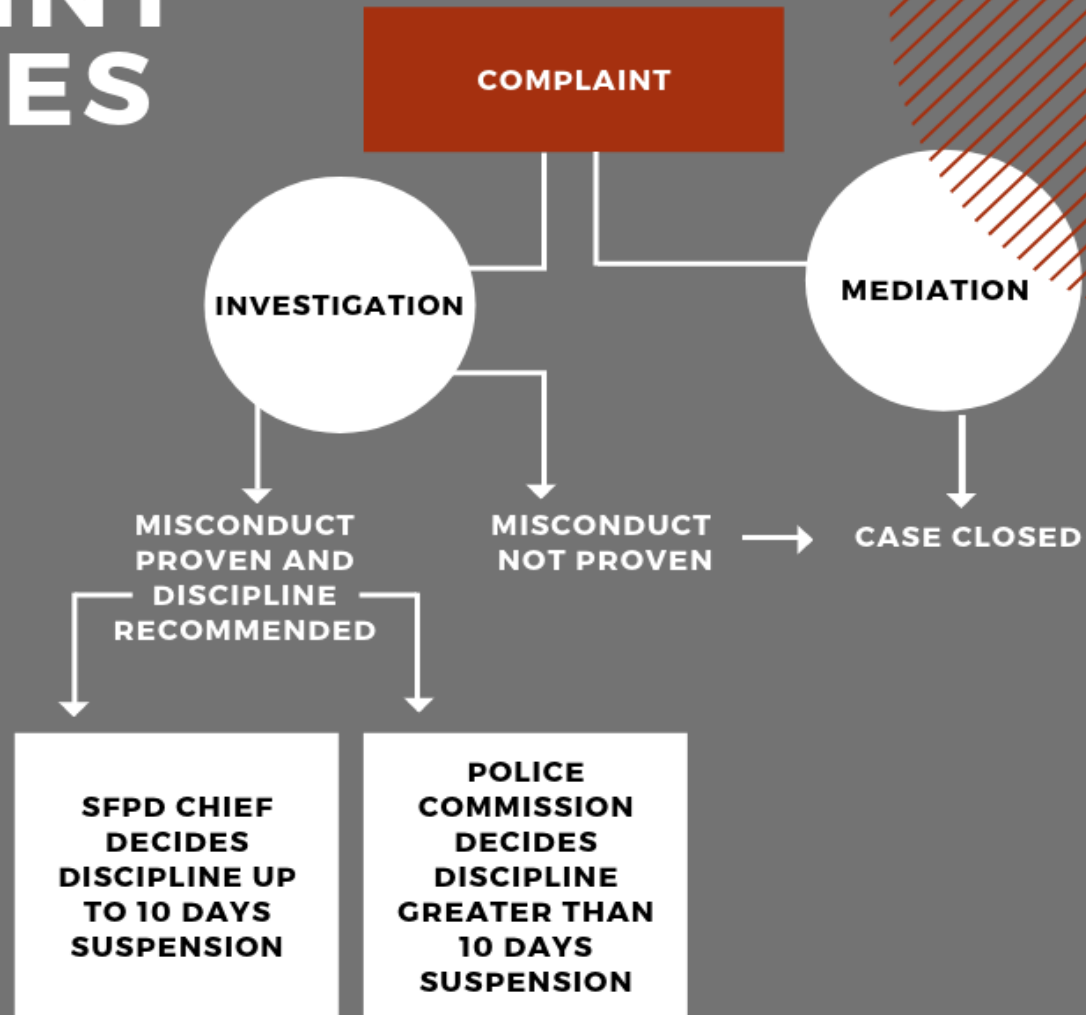 COMPLAINT
INVESTIGATION
MEDIATION
MISCONDUCT
PROVEN AND
DISCIPLINE
RECOMMENDED
MISCONDUCT
NOT PROVEN
CASE CLOSED
SFPD CHIEF
DECIDES
DISCIPLINE UP
TO 10 DAYS
SUSPENSION
POLICE
COMMISSION
DECIDES
DISCIPLINE
GREATER THAN
10 DAYS
SUSPENSION